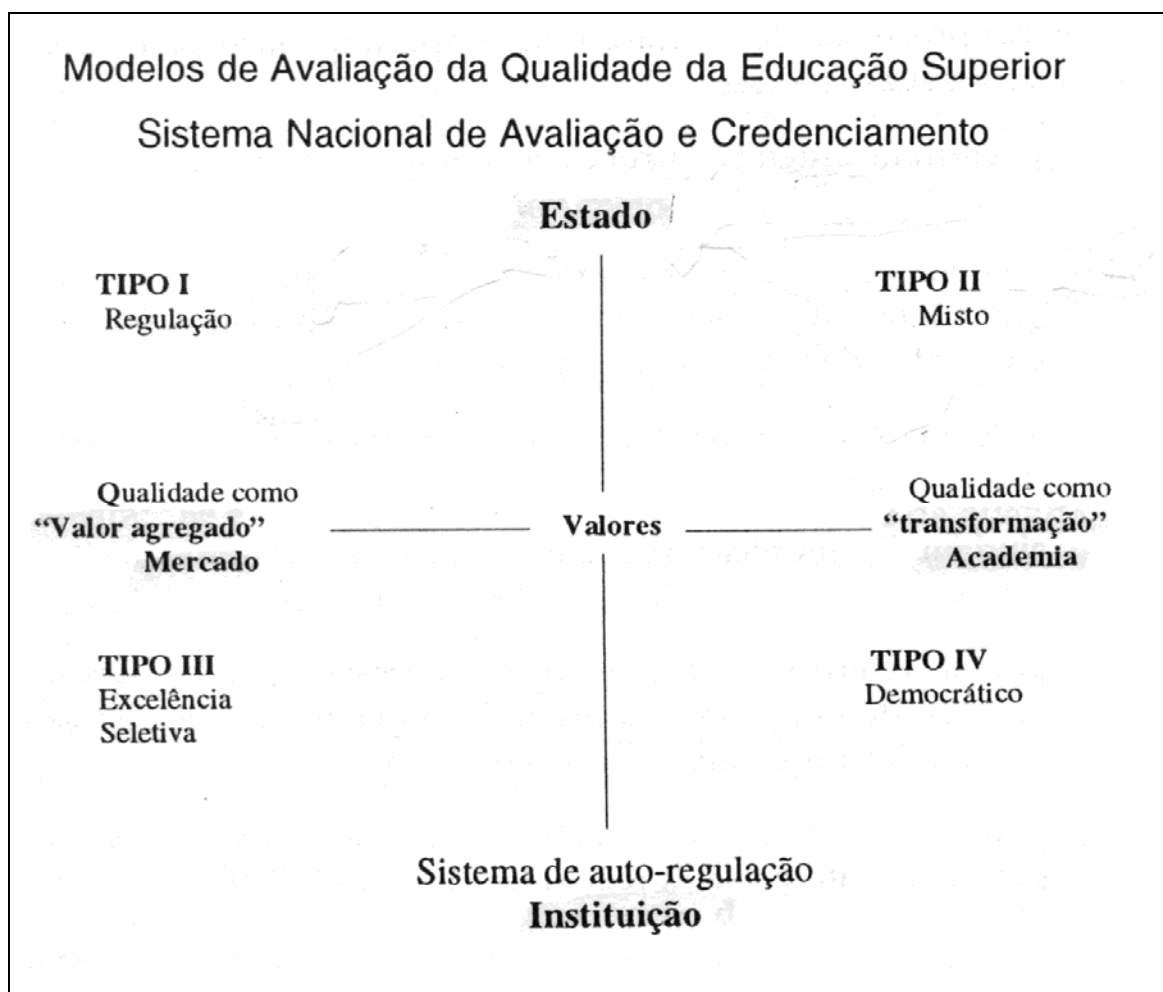 Modelos de Avaliação da Qualidade da Educação Superior
Sistema Nacional de Avaliação e Credenciamento
Estado
TIPO I
Regulação
TIPO II
Misto
Qualidade como
“Valor agregado”
Mercado
Valores
Qualidade como
“transformação”
Academia
TIPO III
Excelência
Seletiva
TIPO IV
Democrático
Sistema de auto-regulação
Instituição